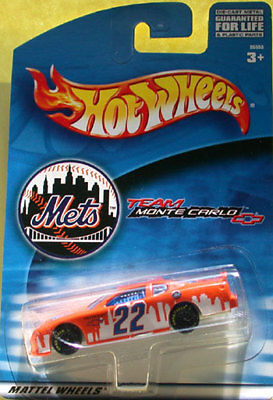 DIE-CAST METAL
GUARANTEED
FOR LIFE
& PLASTIC PARTS
3+
HOT WHEELS
Mets
TEAM
MONTE CARLO
22
MATTEL WHEELS